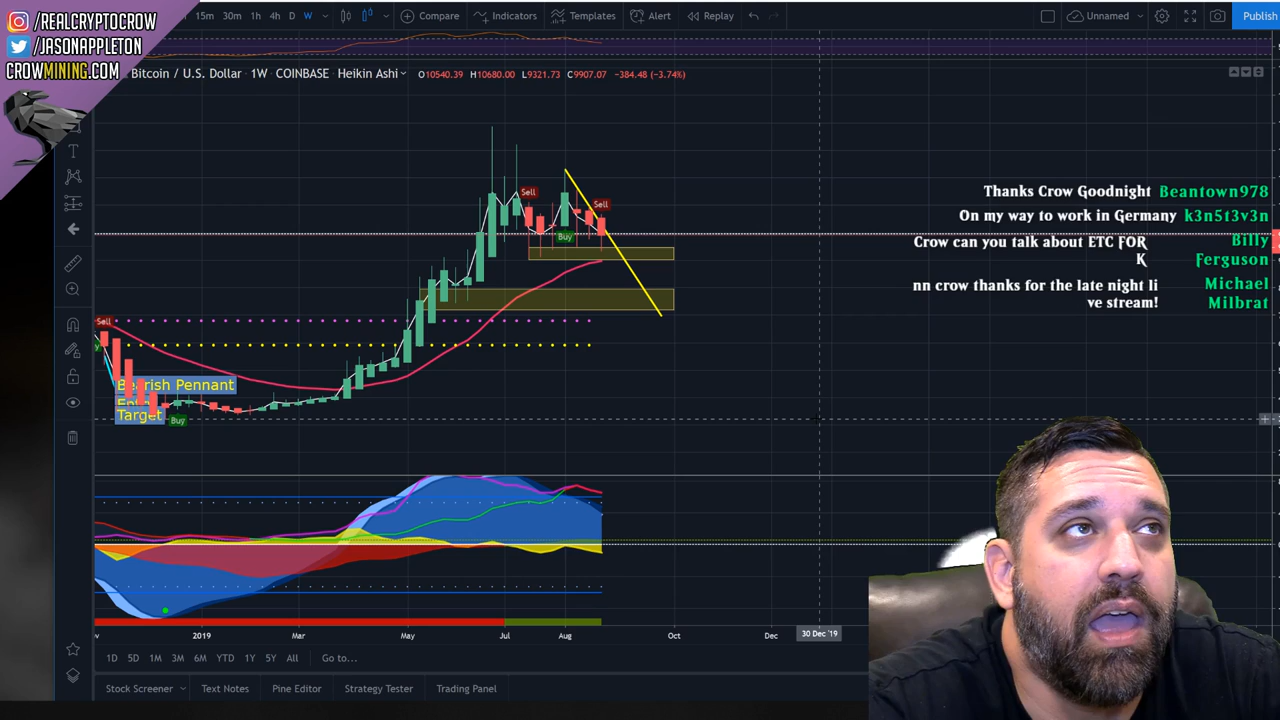 /REALCRYPTOCROW
/JASONAPPLETON
CROWMINING.COM
15m 30m 1h 4h D W Compare Indicators Templates Alert Replay Unnamed Publish
Bitcoin / U.S. Dollar · 1W · COINBASE · Heikin Ashi O10540.39 H10680.00 L9321.73 C9907.07 −384.48 (−3.74%)
Sell
Sell
Buy
Sell
Bearish Pennant
Target
Buy
Thanks Crow Goodnight Beantown978
On my way to work in Germany k3n5t3v3n
Crow can you talk about ETC FOR Billy
K Ferguson
nn crow thanks for the late night li Michael
ve stream! Milbrat
2019 Mar May Jul Aug Oct Dec 30 Dec '19
1D 5D 1M 3M 6M YTD 1Y 5Y All Go to...
Stock Screener Text Notes Pine Editor Strategy Tester Trading Panel